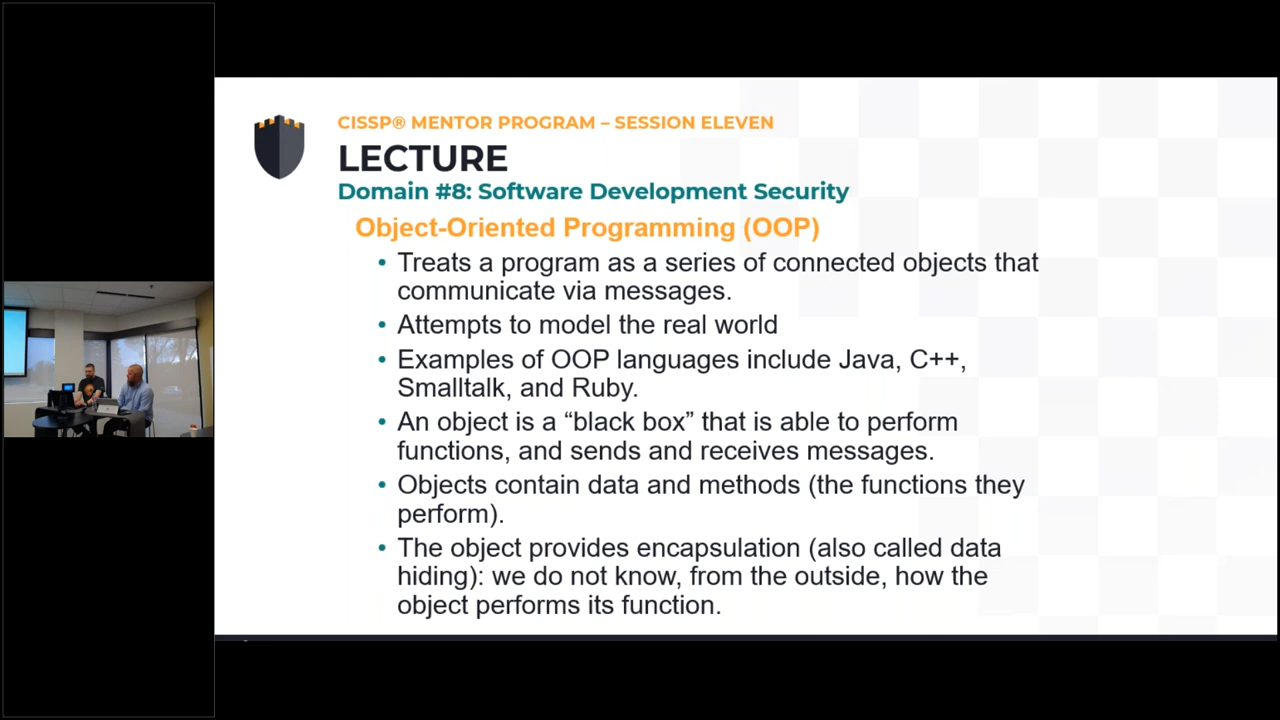 CISSP® MENTOR PROGRAM – SESSION ELEVEN
LECTURE
Domain #8: Software Development Security
Object-Oriented Programming (OOP)
• Treats a program as a series of connected objects that
communicate via messages.
• Attempts to model the real world
• Examples of OOP languages include Java, C++,
Smalltalk, and Ruby.
• An object is a “black box” that is able to perform
functions, and sends and receives messages.
• Objects contain data and methods (the functions they
perform).
• The object provides encapsulation (also called data
hiding): we do not know, from the outside, how the
object performs its function.